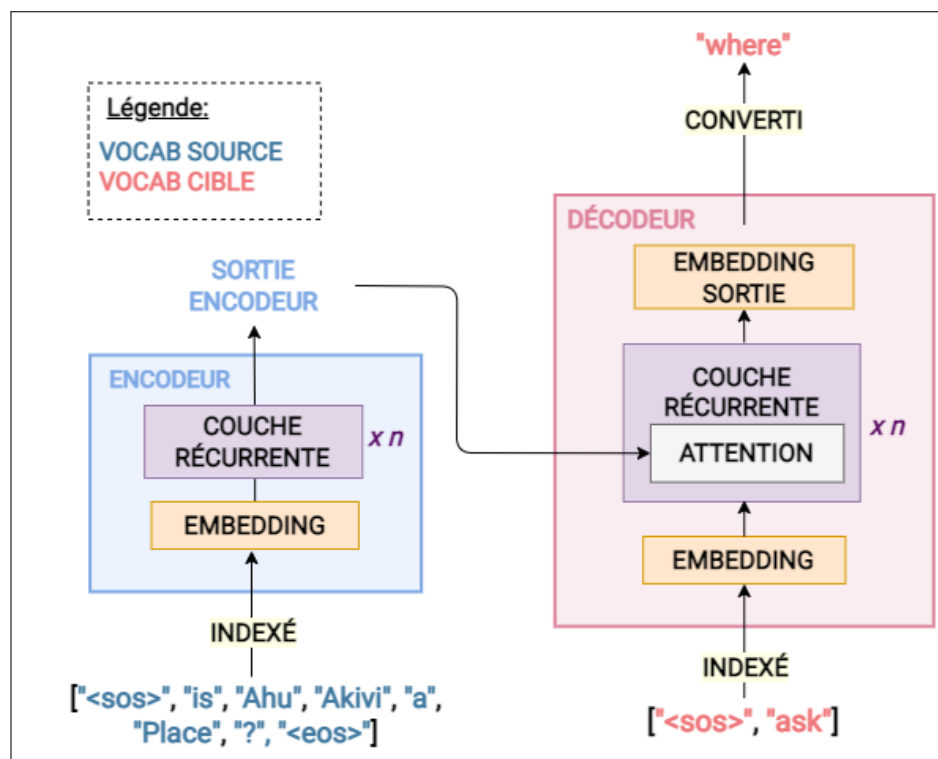 Légende:
VOCAB SOURCE
VOCAB CIBLE
SORTIE
ENCODEUR
ENCODEUR
COUCHE
RÉCURRENTE
x n
EMBEDDING
INDEXÉ
["<sos>", "is", "Ahu", "Akivi", "a",
"Place", "?", "<eos>"]
"where"
CONVERTI
DÉCODEUR
EMBEDDING
SORTIE
COUCHE
RÉCURRENTE
x n
ATTENTION
EMBEDDING
INDEXÉ
["<sos>", "ask"]